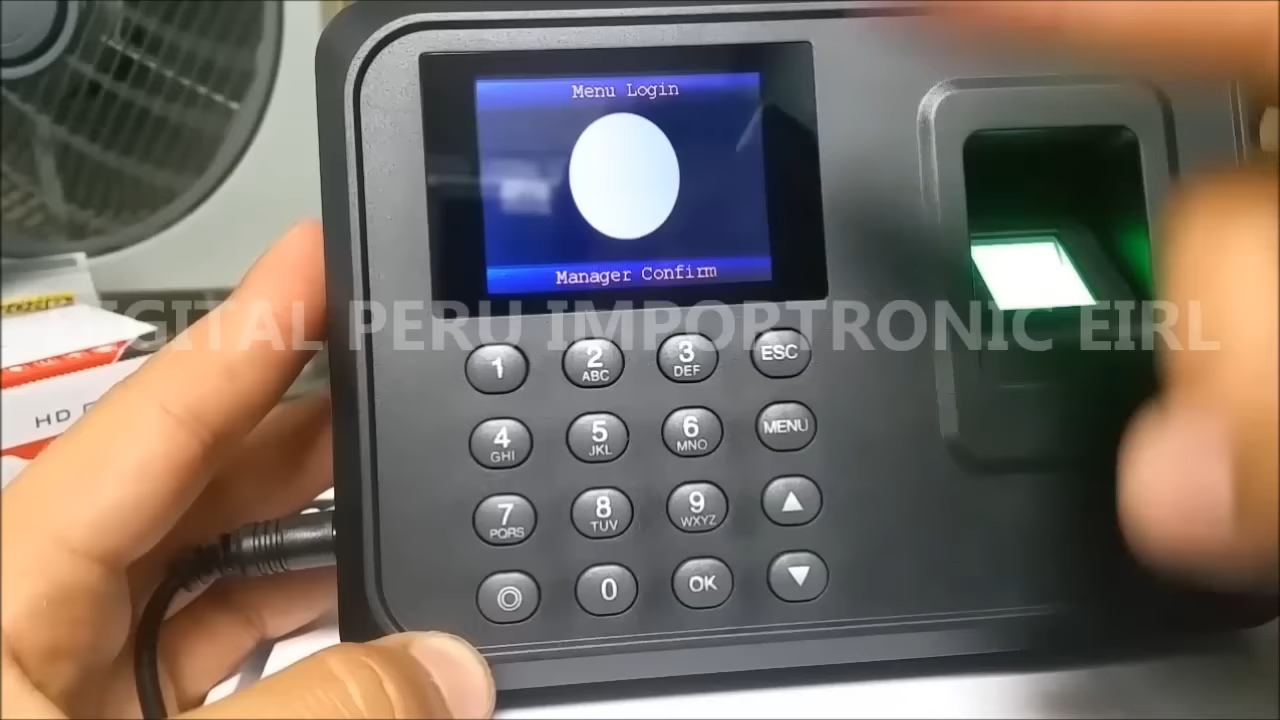 Menu Login
Manager Confirm
DIGITAL PERU IMPORTRONIC EIRL
1
2
ABC
3
DEF
ESC
4
GHI
5
JKL
6
MNO
MENU
7
PQRS
8
TUV
9
WXYZ
0
OK
HD